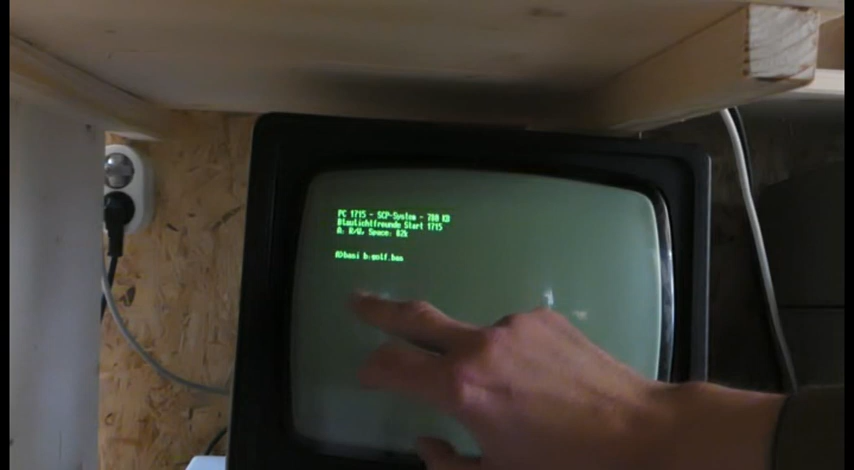 PC 1715 - SCP-System - 780 KB
Blaulichtfreunde Start 1715
A: R/W, Space: 82k
A>basi b:golf.bas